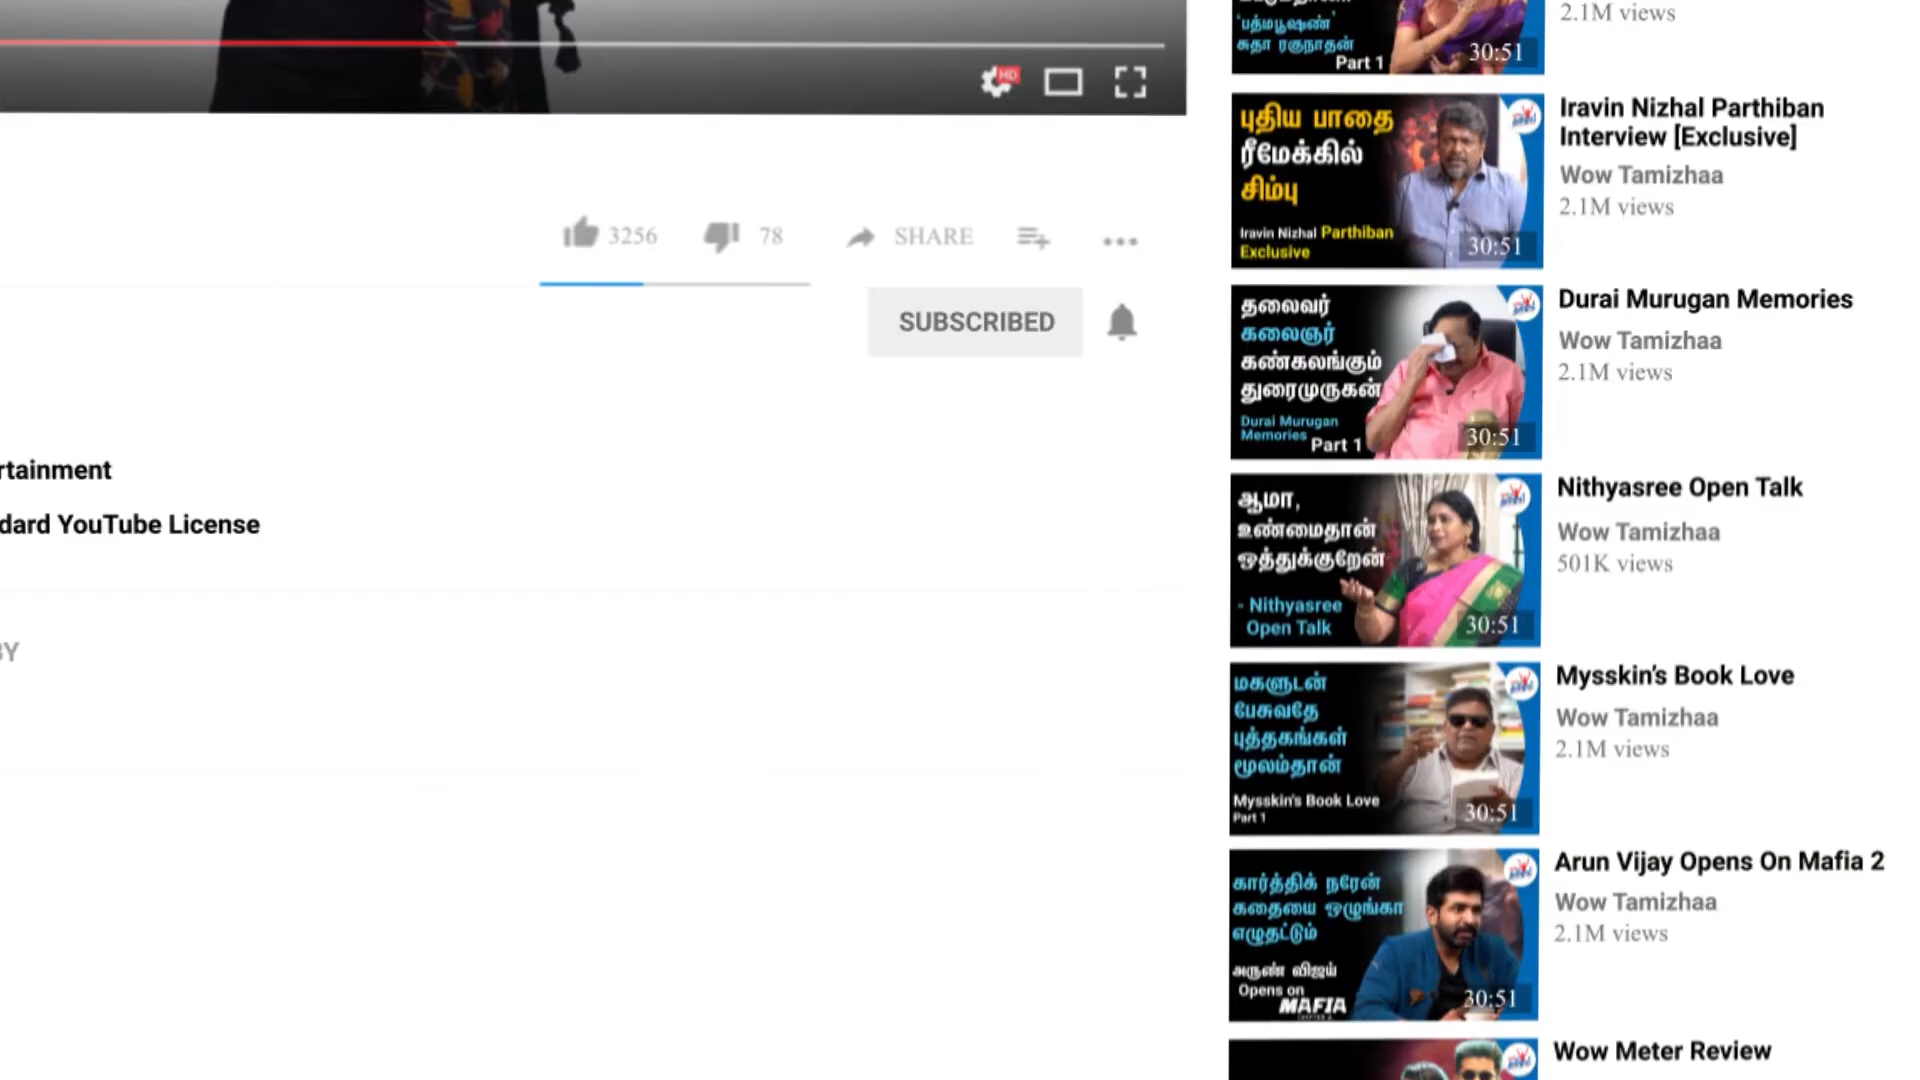 2.1M views
'பத்மபூஷண்'
சுதா ரகுநாதன்
Part 1
30:51
HD
புதிய பாதை
ரீமேக்கில்
சிம்பு
Iravin Nizhal Parthiban
Exclusive
30:51
Iravin Nizhal Parthiban
Interview [Exclusive]
Wow Tamizhaa
2.1M views
3256
78
SHARE
SUBSCRIBED
தலைவர்
கலைஞர்
கண்கலங்கும்
துரைமுருகன்
Durai Murugan
Memories
Part 1
30:51
Durai Murugan Memories
Wow Tamizhaa
2.1M views
rtainment
dard YouTube License
ஆமா,
உண்மைதான்
ஒத்துக்குறேன்
- Nithyasree
Open Talk
30:51
Nithyasree Open Talk
Wow Tamizhaa
501K views
BY
மகளுடன்
பேசுவதே
புத்தகங்கள்
மூலம்தான்
Mysskin's Book Love
Part 1
30:51
Mysskin's Book Love
Wow Tamizhaa
2.1M views
கார்த்திக் நரேன்
கதையை ஒழுங்கா
எழுதட்டும்
அருண் விஜய்
Opens on
MAFIA
30:51
Arun Vijay Opens On Mafia 2
Wow Tamizhaa
2.1M views
Wow Meter Review